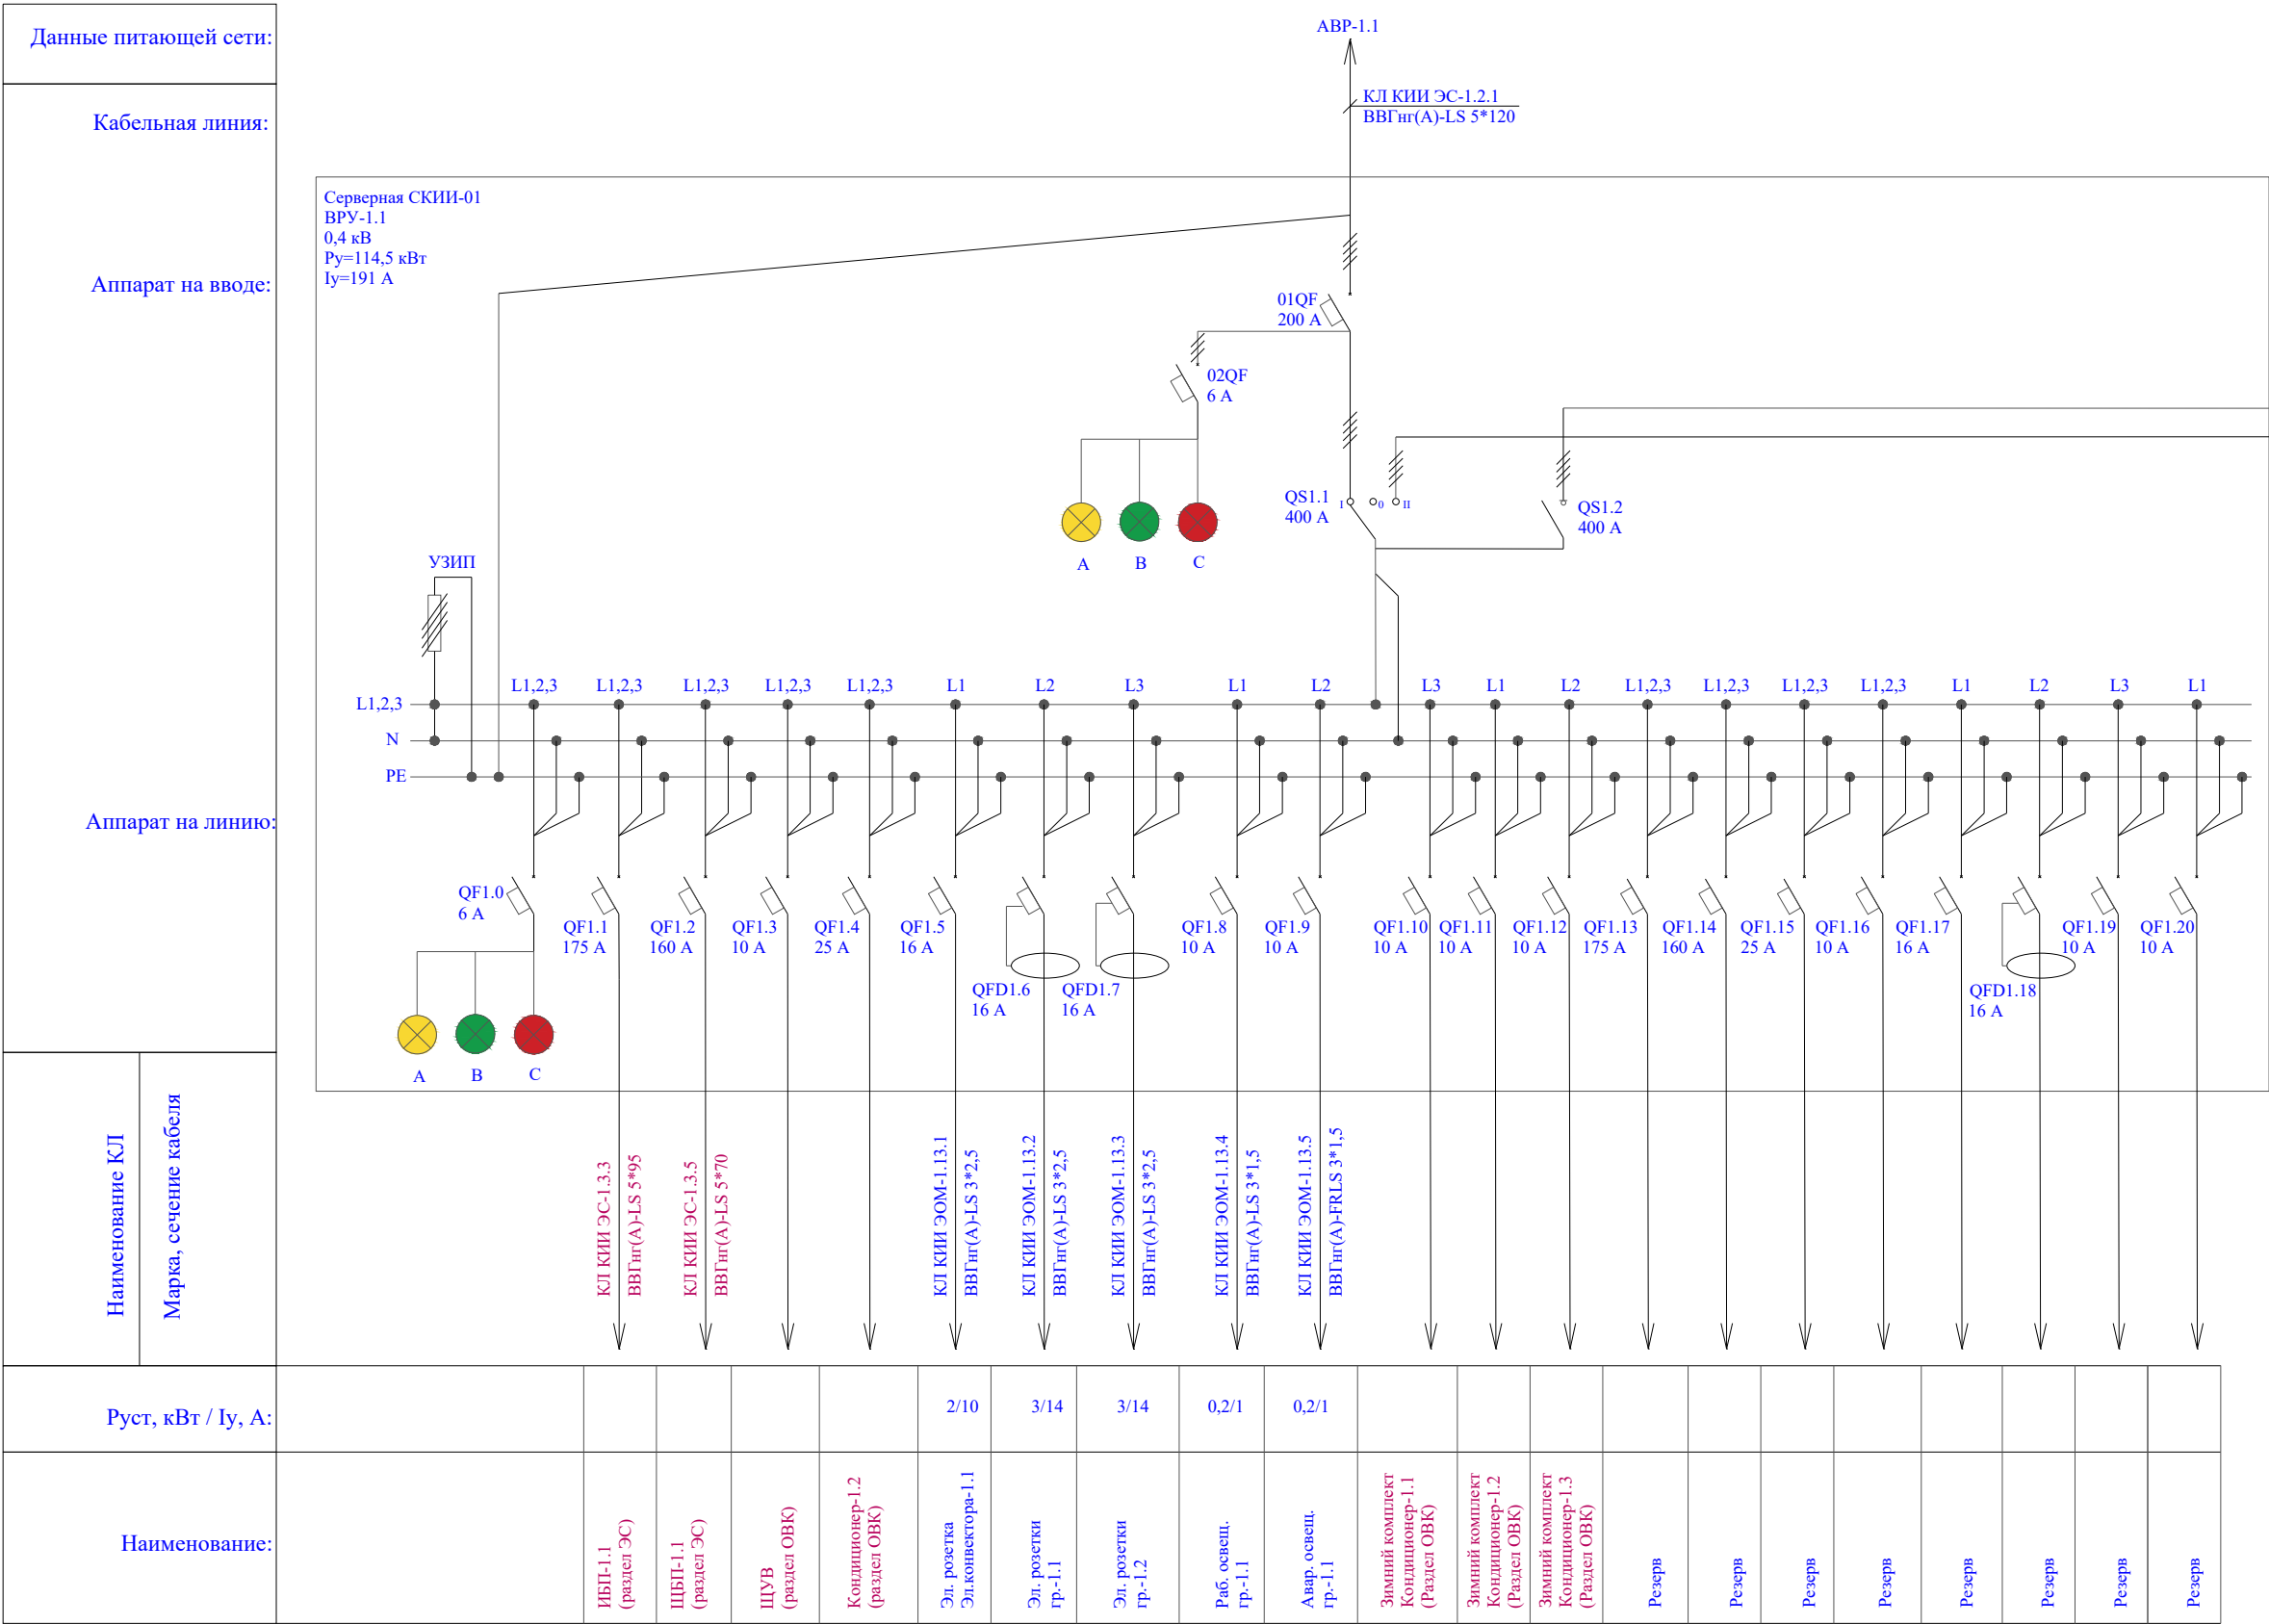 Данные питающей сети:
АВР-1.1
Кабельная линия:
КЛ КИИ ЭС-1.2.1
ВВГнг(А)-LS 5*120
Серверная СКИИ-01
ВРУ-1.1
0,4 кВ
Ру=114,5 кВт
Iу=191 А
Аппарат на вводе:
01QF
200 А
02QF
6 А
QS1.1
400 А
I
0
II
QS1.2
400 А
A
B
C
УЗИП
L1,2,3
L1,2,3
L1,2,3
L1,2,3
L1,2,3
L1
L2
L3
L1
L2
L3
L1
L2
L1,2,3
L1,2,3
L1,2,3
L1,2,3
L1
L2
L3
L1
L1,2,3
N
PE
Аппарат на линию:
QF1.0
6 А
QF1.1
175 А
QF1.2
160 А
QF1.3
10 А
QF1.4
25 А
QF1.5
16 А
QFD1.6
16 А
QFD1.7
16 А
QF1.8
10 А
QF1.9
10 А
QF1.10
10 А
QF1.11
10 А
QF1.12
10 А
QF1.13
175 А
QF1.14
160 А
QF1.15
25 А
QF1.16
10 А
QF1.17
16 А
QFD1.18
16 А
QF1.19
10 А
QF1.20
10 А
A
B
C
Наименование КЛ
Марка, сечение кабеля
КЛ КИИ ЭС-1.3.3
ВВГнг(А)-LS 5*95
КЛ КИИ ЭС-1.3.5
ВВГнг(А)-LS 5*70
КЛ КИИ ЭОМ-1.13.1
ВВГнг(А)-LS 3*2,5
КЛ КИИ ЭОМ-1.13.2
ВВГнг(А)-LS 3*2,5
КЛ КИИ ЭОМ-1.13.3
ВВГнг(А)-LS 3*2,5
КЛ КИИ ЭОМ-1.13.4
ВВГнг(А)-LS 3*1,5
КЛ КИИ ЭОМ-1.13.5
ВВГнг(А)-FRLS 3*1,5
Руст, кВт / Iу, А:
2/10
3/14
3/14
0,2/1
0,2/1
Наименование:
ИБП-1.1
(раздел ЭС)
ЩБП-1.1
(раздел ЭС)
ЩУВ
(раздел ОВК)
Кондиционер-1.2
(раздел ОВК)
Эл. розетка
Эл.конвектора-1.1
Эл. розетки
гр.-1.1
Эл. розетки
гр.-1.2
Раб. освещ.
гр.-1.1
Авар. освещ.
гр.-1.1
Зимний комплект
Кондиционер-1.1
(Раздел ОВК)
Зимний комплект
Кондиционер-1.2
(Раздел ОВК)
Зимний комплект
Кондиционер-1.3
(Раздел ОВК)
Резерв
Резерв
Резерв
Резерв
Резерв
Резерв
Резерв
Резерв